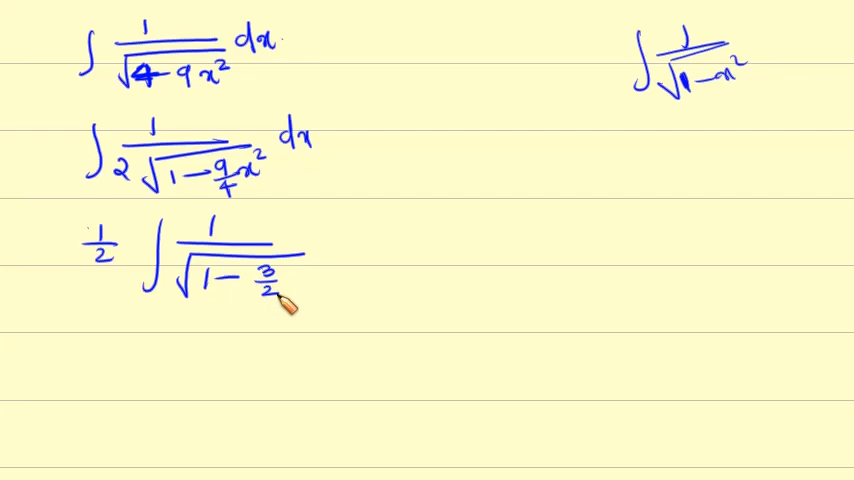 ∫ 1/√(4 - 9x²) dx
∫ 1/√(1 - x²)
∫ 1/(2√(1 - 9/4 x²)) dx
1/2 ∫ 1/√(1 - 3/2